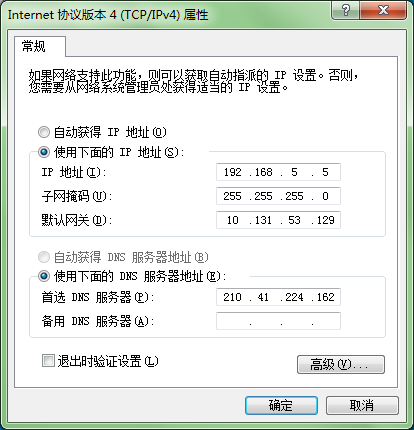 Internet 协议版本 4 (TCP/IPv4) 属性
常规
如果网络支持此功能，则可以获取自动指派的 IP 设置。否则，
您需要从网络系统管理员处获得适当的 IP 设置。
自动获得 IP 地址(O)
使用下面的 IP 地址(S):
IP 地址(I): 192 .168 . 5 . 5
子网掩码(U): 255 .255 .255 . 0
默认网关(D): 10 .131 . 53 .129
自动获得 DNS 服务器地址(B)
使用下面的 DNS 服务器地址(E):
首选 DNS 服务器(P): 210 . 41 .224 .162
备用 DNS 服务器(A): . . .
退出时验证设置(L)
高级(V)...
确定 取消